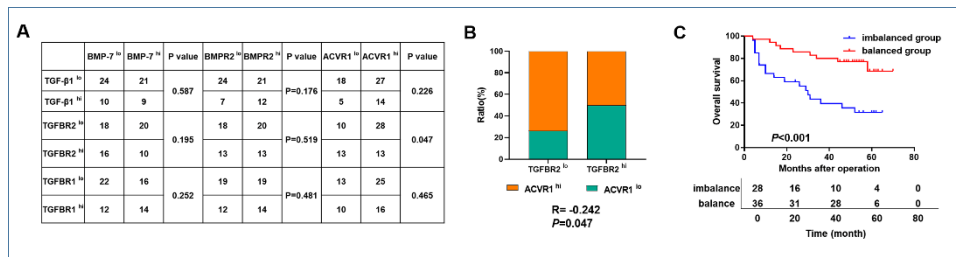 A
BMP-7 lo BMP-7 hi P value BMPR2 lo BMPR2 hi P value ACVR1 lo ACVR1 hi P value
TGF-β1 lo 24 21 0.587 24 21 P=0.176 18 27 0.226
TGF-β1 hi 10 9 7 12 5 14
TGFBR2 lo 18 20 0.195 18 20 P=0.519 10 28 0.047
TGFBR2 hi 16 10 13 13 13 13
TGFBR1 lo 22 16 0.252 19 19 P=0.481 13 25 0.465
TGFBR1 hi 12 14 12 14 10 16
B
Ratio(%)
100
80
60
40
20
0
TGFBR2 lo TGFBR2 hi
ACVR1 hi ACVR1 lo
R= -0.242
P=0.047
C
imbalanced group
balanced group
Overall survival
100
80
60
40
20
0
P<0.001
0 20 40 60 80
Months after operation
imbalance 28 16 10 4 0
balance 36 31 28 6 0
0 20 40 60 80
Time (month)